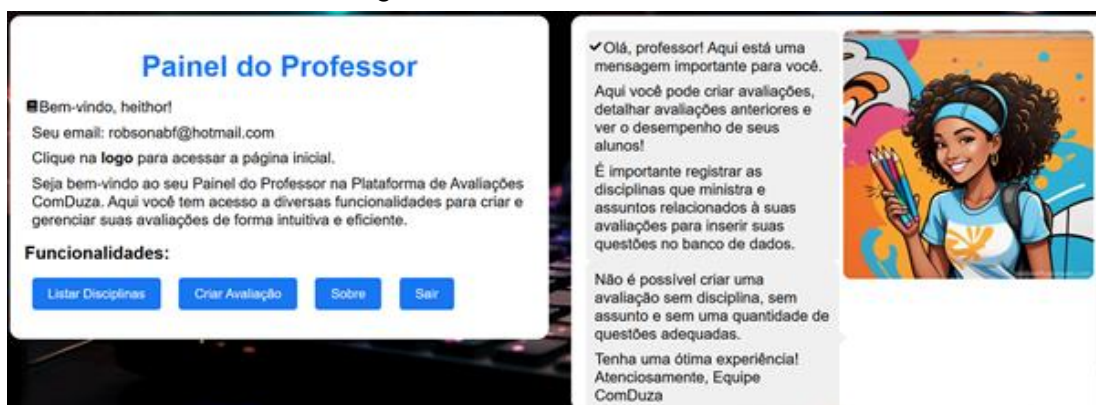 Painel do Professor
Bem-vindo, heithor!
Seu email: robsonabf@hotmail.com
Clique na logo para acessar a página inicial.
Seja bem-vindo ao seu Painel do Professor na Plataforma de Avaliações
ComDuza. Aqui você tem acesso a diversas funcionalidades para criar e
gerenciar suas avaliações de forma intuitiva e eficiente.
Funcionalidades:
Listar Disciplinas
Criar Avaliação
Sobre
Sair
Olá, professor! Aqui está uma
mensagem importante para você.
Aqui você pode criar avaliações,
detalhar avaliações anteriores e
ver o desempenho de seus
alunos!
É importante registrar as
disciplinas que ministra e
assuntos relacionados à suas
avaliações para inserir suas
questões no banco de dados.
Não é possível criar uma
avaliação sem disciplina, sem
assunto e sem uma quantidade de
questões adequadas.
Tenha uma ótima experiência!
Atenciosamente, Equipe
ComDuza